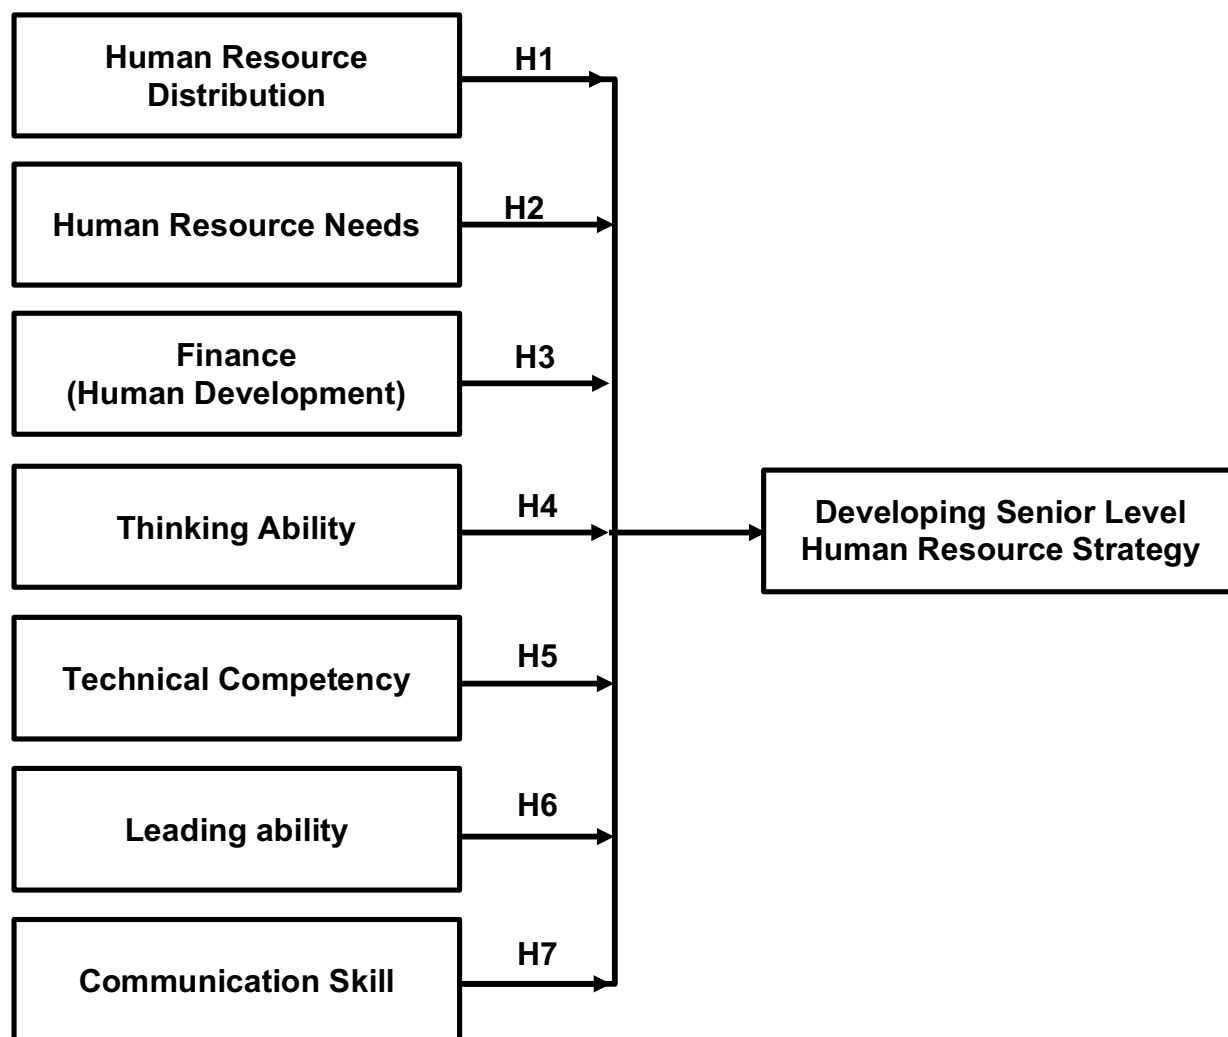 Human Resource
Distribution
H1
Human Resource Needs
H2
Finance
(Human Development)
H3
Thinking Ability
H4
Technical Competency
H5
Leading ability
H6
Communication Skill
H7
Developing Senior Level
Human Resource Strategy